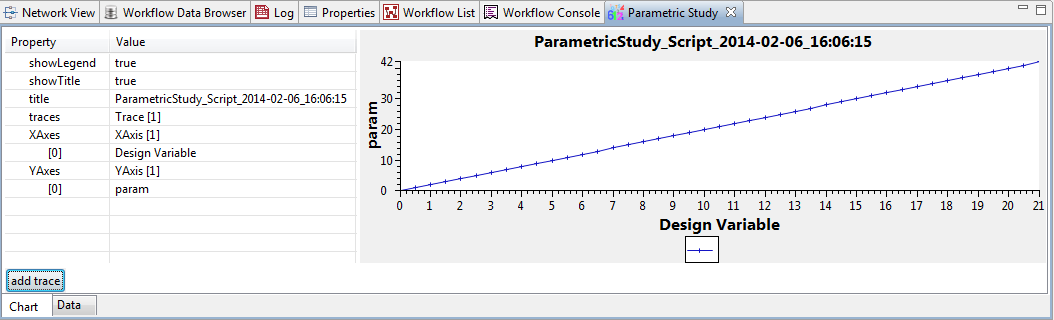 Network View Workflow Data Browser Log Properties Workflow List Workflow Console Parametric Study
Property Value
showLegend true
showTitle true
title ParametricStudy_Script_2014-02-06_16:06:15
traces Trace [1]
XAxes XAxis [1]
[0] Design Variable
YAxes YAxis [1]
[0] param
ParametricStudy_Script_2014-02-06_16:06:15
42
30
20
10
0
param
0 1 2 3 4 5 6 7 8 9 10 11 12 13 14 15 16 17 18 19 20 21
Design Variable
add trace
Chart Data